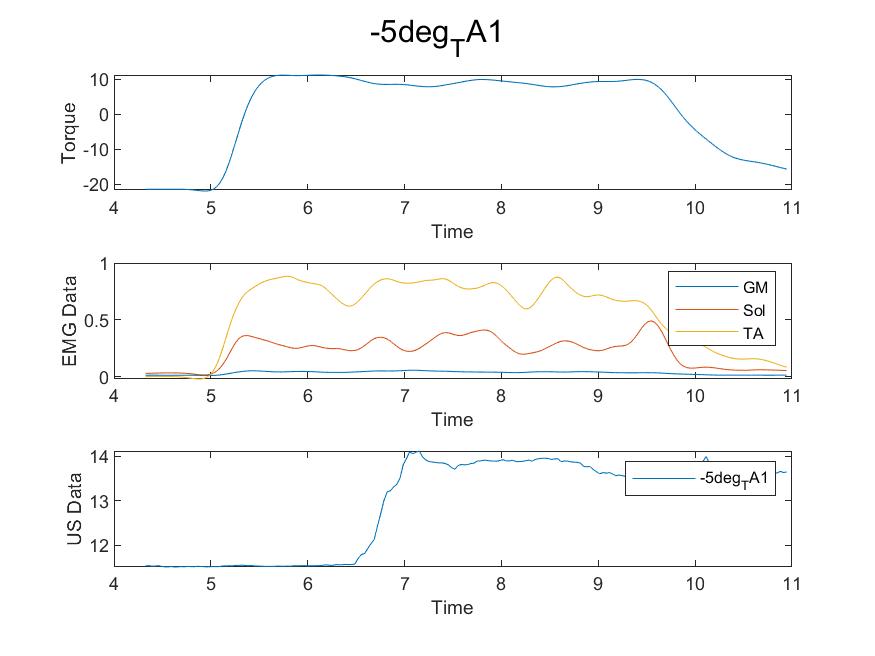 -5degTA1
10
0
-10
-20
Torque
4 5 6 7 8 9 10 11
Time
1
0.5
0
EMG Data
GM
Sol
TA
4 5 6 7 8 9 10 11
Time
14
13
12
US Data
-5degTA1
4 5 6 7 8 9 10 11
Time